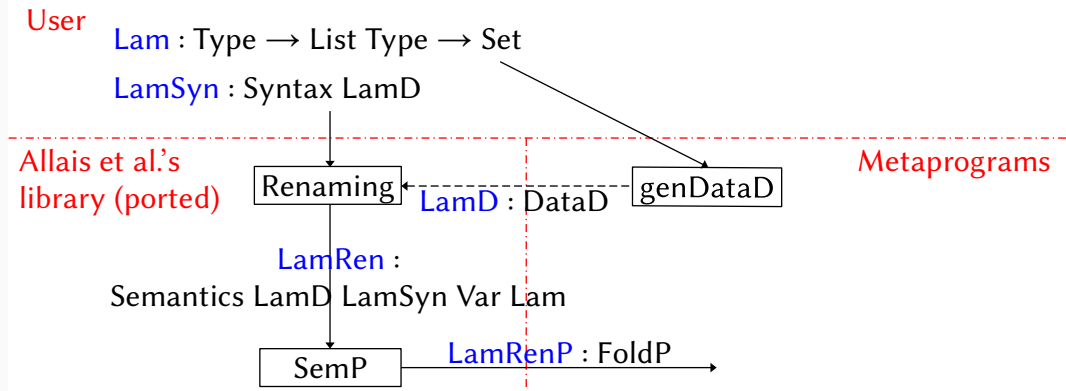 User
Lam : Type → List Type → Set
LamSyn : Syntax LamD
Allais et al.'s
library (ported)
Metaprograms
Renaming
genDataD
LamD : DataD
LamRen :
Semantics LamD LamSyn Var Lam
SemP
LamRenP : FoldP